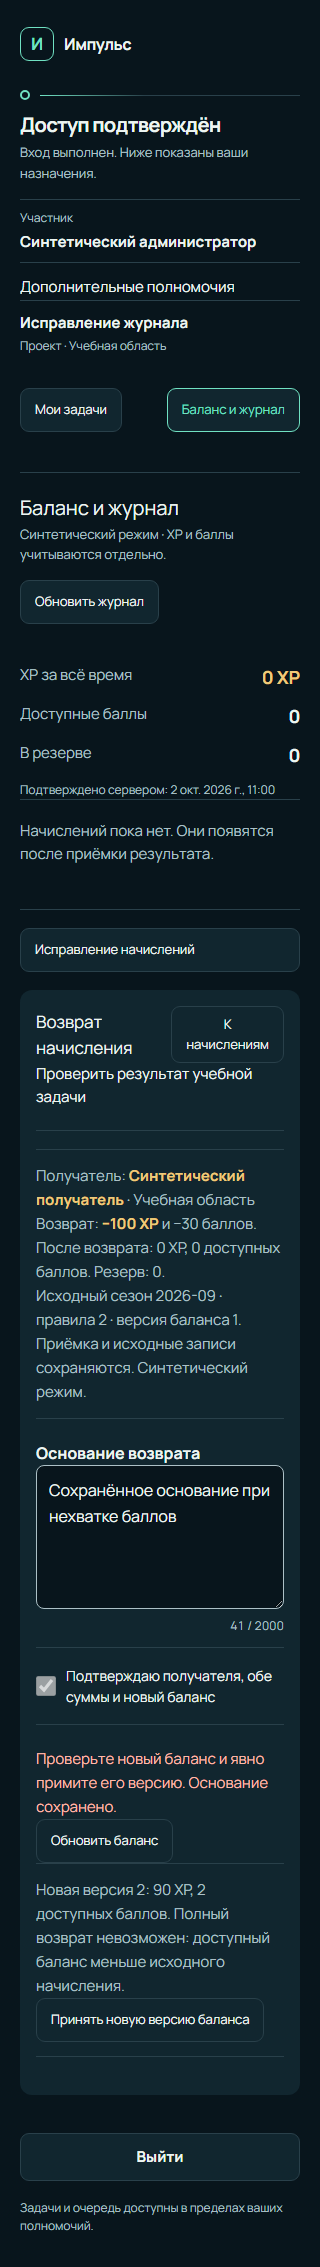 И Импульс
Доступ подтверждён
Вход выполнен. Ниже показаны ваши
назначения.
Участник
Синтетический администратор
Дополнительные полномочия
Исправление журнала
Проект · Учебная область
Мои задачи
Баланс и журнал
Баланс и журнал
Синтетический режим · XP и баллы
учитываются отдельно.
Обновить журнал
XP за всё время 0 XP
Доступные баллы 0
В резерве 0
Подтверждено сервером: 2 окт. 2026 г., 11:00
Начислений пока нет. Они появятся
после приёмки результата.
Исправление начислений
Возврат
начисления
К
начислениям
Проверить результат учебной
задачи
Получатель: Синтетический
получатель · Учебная область
Возврат: −100 XP и −30 баллов.
После возврата: 0 XP, 0 доступных
баллов. Резерв: 0.
Исходный сезон 2026-09 ·
правила 2 · версия баланса 1.
Приёмка и исходные записи
сохраняются. Синтетический
режим.
Основание возврата
Сохранённое основание при
нехватке баллов
41 / 2000
Подтверждаю получателя, обе
суммы и новый баланс
Проверьте новый баланс и явно
примите его версию. Основание
сохранено.
Обновить баланс
Новая версия 2: 90 XP, 2
доступных баллов. Полный
возврат невозможен: доступный
баланс меньше исходного
начисления.
Принять новую версию баланса
Выйти
Задачи и очередь доступны в пределах ваших
полномочий.